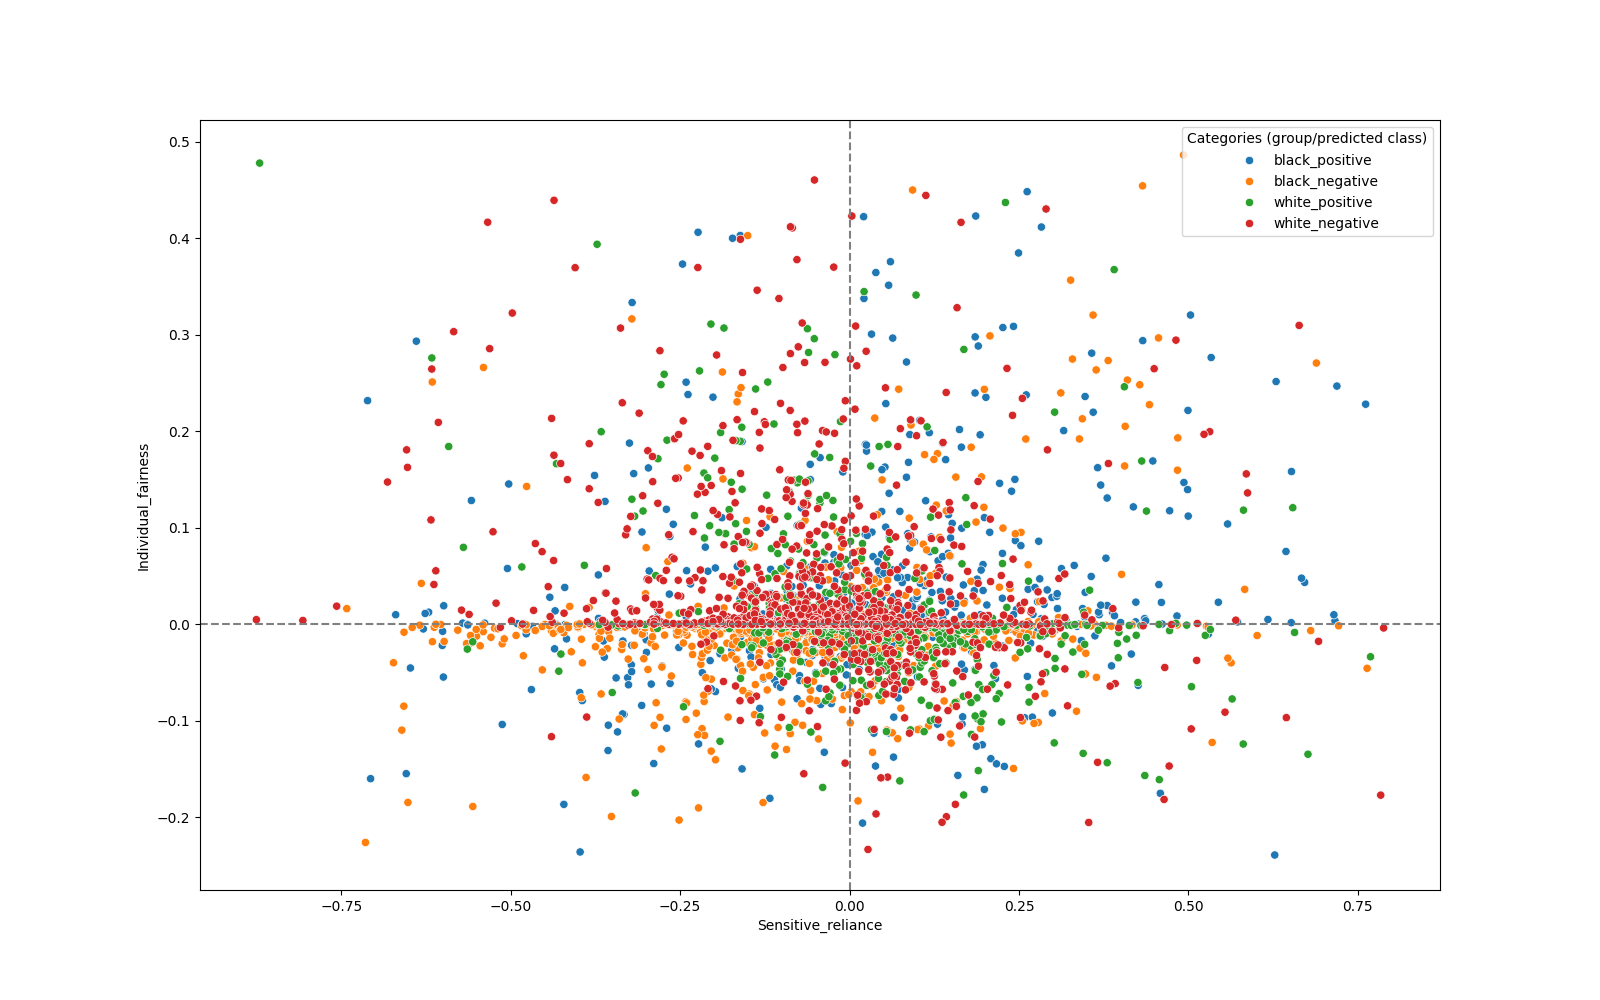 Categories (group/predicted class)
black_positive
black_negative
white_positive
white_negative
Individual_fairness
0.5
0.4
0.3
0.2
0.1
0.0
−0.1
−0.2
−0.75
−0.50
−0.25
0.00
0.25
0.50
0.75
Sensitive_reliance